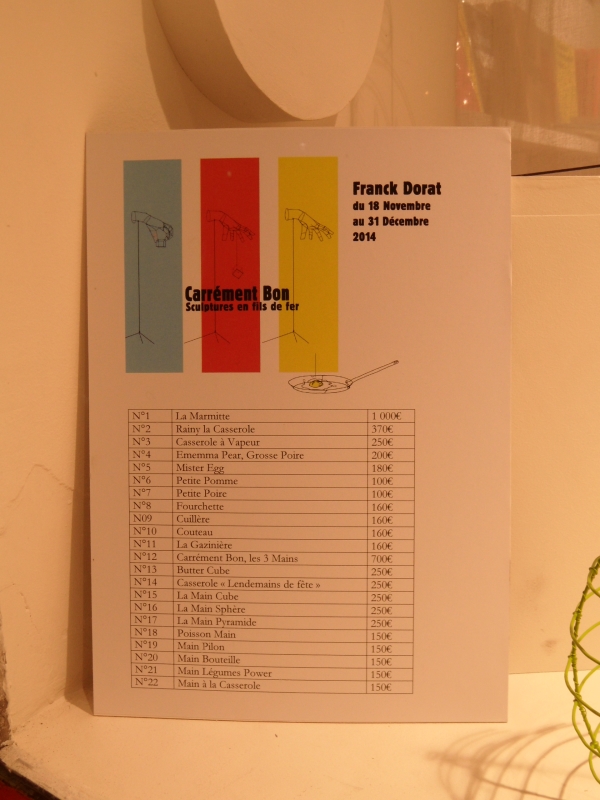 Franck Dorat
du 18 Novembre
au 31 Décembre
2014
Carrément Bon
Sculptures en fils de fer
N°1 La Marmitte 1 000€
N°2 Rainy la Casserole 370€
N°3 Casserole à Vapeur 250€
N°4 Ememma Pear, Grosse Poire 200€
N°5 Mister Egg 180€
N°6 Petite Pomme 100€
N°7 Petite Poire 100€
N°8 Fourchette 160€
N09 Cuillère 160€
N°10 Couteau 160€
N°11 La Gazinière 160€
N°12 Carrément Bon, les 3 Mains 700€
N°13 Butter Cube 250€
N°14 Casserole « Lendemains de fête » 250€
N°15 La Main Cube 250€
N°16 La Main Sphère 250€
N°17 La Main Pyramide 250€
N°18 Poisson Main 150€
N°19 Main Pilon 150€
N°20 Main Bouteille 150€
N°21 Main Légumes Power 150€
N°22 Main à la Casserole 150€